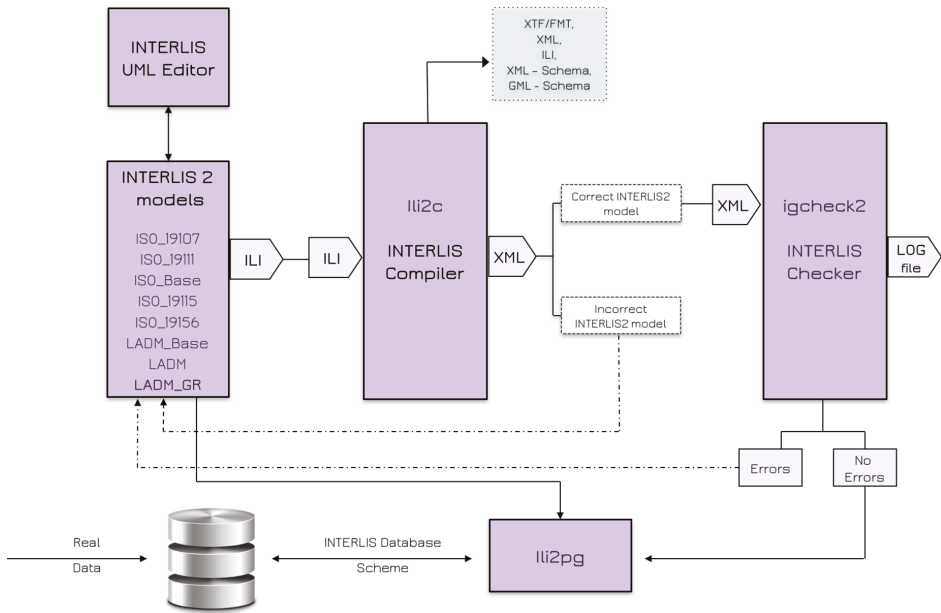 INTERLIS
UML Editor
XTF/FMT,
XML,
ILI,
XML - Schema,
GML - Schema
INTERLIS 2
models
ISO_19107
ISO_19111
ISO_Base
ISO_19115
ISO_19156
LADM_Base
LADM
LADM_GR
ILI
ILI
Ili2c
INTERLIS
Compiler
XML
Correct INTERLIS2
model
Incorrect
INTERLIS2 model
XML
igcheck2
INTERLIS
Checker
LOG
file
Errors
No
Errors
Real
Data
INTERLIS Database
Scheme
Ili2pg